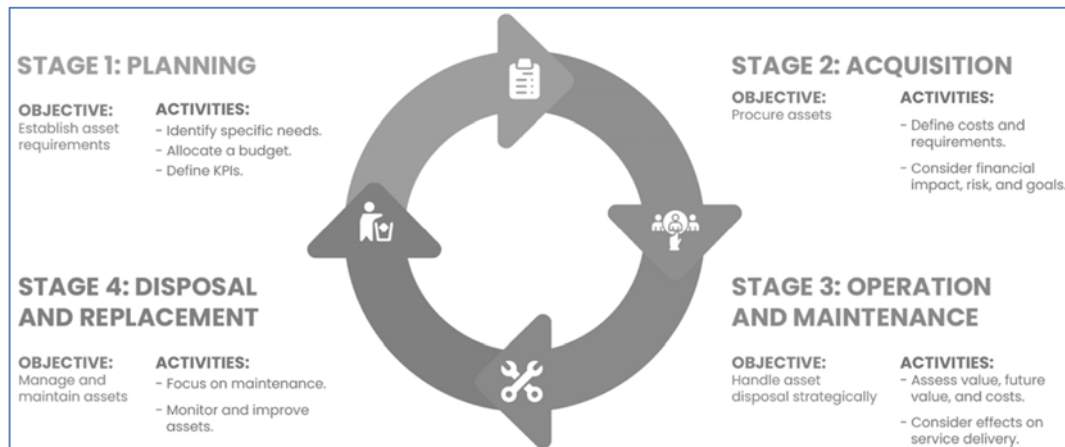 STAGE 1: PLANNING
OBJECTIVE:
Establish asset
requirements
ACTIVITIES:
- Identify specific needs.
- Allocate a budget.
- Define KPIs.
STAGE 2: ACQUISITION
OBJECTIVE:
Procure assets
ACTIVITIES:
- Define costs and
requirements.
- Consider financial
impact, risk, and goals.
STAGE 4: DISPOSAL
AND REPLACEMENT
OBJECTIVE:
Manage and
maintain assets
ACTIVITIES:
- Focus on maintenance.
- Monitor and improve
assets.
STAGE 3: OPERATION
AND MAINTENANCE
OBJECTIVE:
Handle asset
disposal strategically
ACTIVITIES:
- Assess value, future
value, and costs.
- Consider effects on
service delivery.